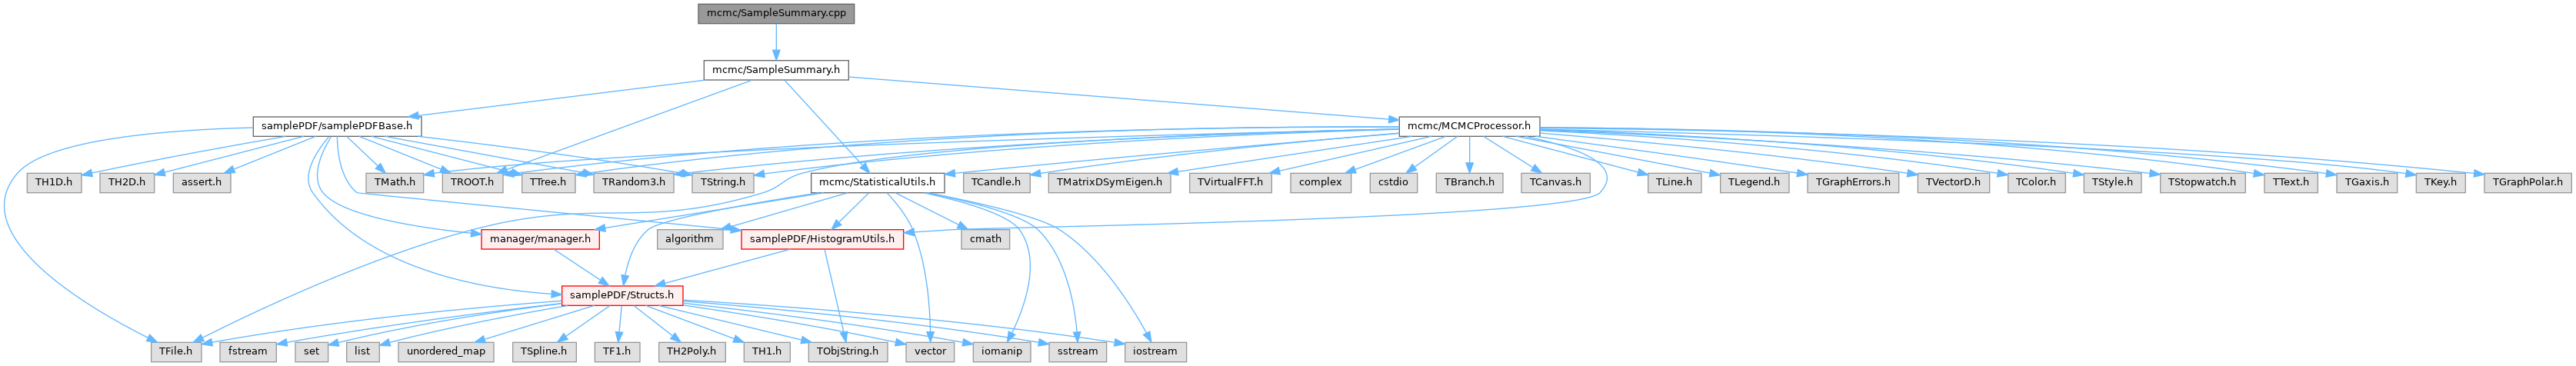 mcmc/SampleSummary.cpp
mcmc/SampleSummary.h
samplePDF/samplePDFBase.h
mcmc/MCMCProcessor.h
TH1D.h
TH2D.h
assert.h
TMath.h
TROOT.h
TTree.h
TRandom3.h
TString.h
mcmc/StatisticalUtils.h
TCandle.h
TMatrixDSymEigen.h
TVirtualFFT.h
complex
cstdio
TBranch.h
TCanvas.h
TLine.h
TLegend.h
TGraphErrors.h
TVectorD.h
TColor.h
TStyle.h
TStopwatch.h
TText.h
TGaxis.h
TKey.h
TGraphPolar.h
manager/manager.h
algorithm
samplePDF/HistogramUtils.h
cmath
samplePDF/Structs.h
TFile.h
fstream
set
list
unordered_map
TSpline.h
TF1.h
TH2Poly.h
TH1.h
TObjString.h
vector
iomanip
sstream
iostream